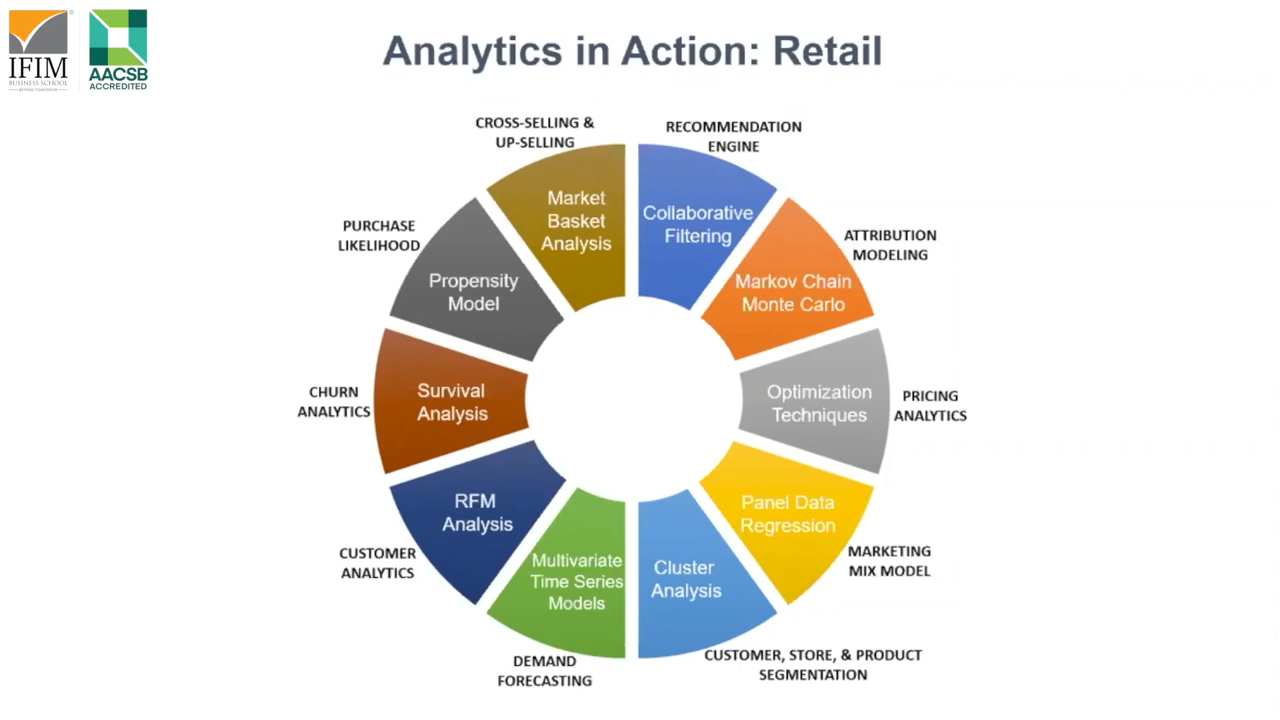 IFIM
BUSINESS SCHOOL
BEYOND TOMORROW
AACSB
ACCREDITED
Analytics in Action: Retail
CROSS-SELLING &
UP-SELLING
RECOMMENDATION
ENGINE
Market
Basket
Analysis
Collaborative
Filtering
PURCHASE
LIKELIHOOD
ATTRIBUTION
MODELING
Propensity
Model
Markov Chain
Monte Carlo
CHURN
ANALYTICS
Survival
Analysis
Optimization
Techniques
PRICING
ANALYTICS
RFM
Analysis
Panel Data
Regression
CUSTOMER
ANALYTICS
MARKETING
MIX MODEL
Multivariate
Time Series
Models
Cluster
Analysis
DEMAND
FORECASTING
CUSTOMER, STORE, & PRODUCT
SEGMENTATION